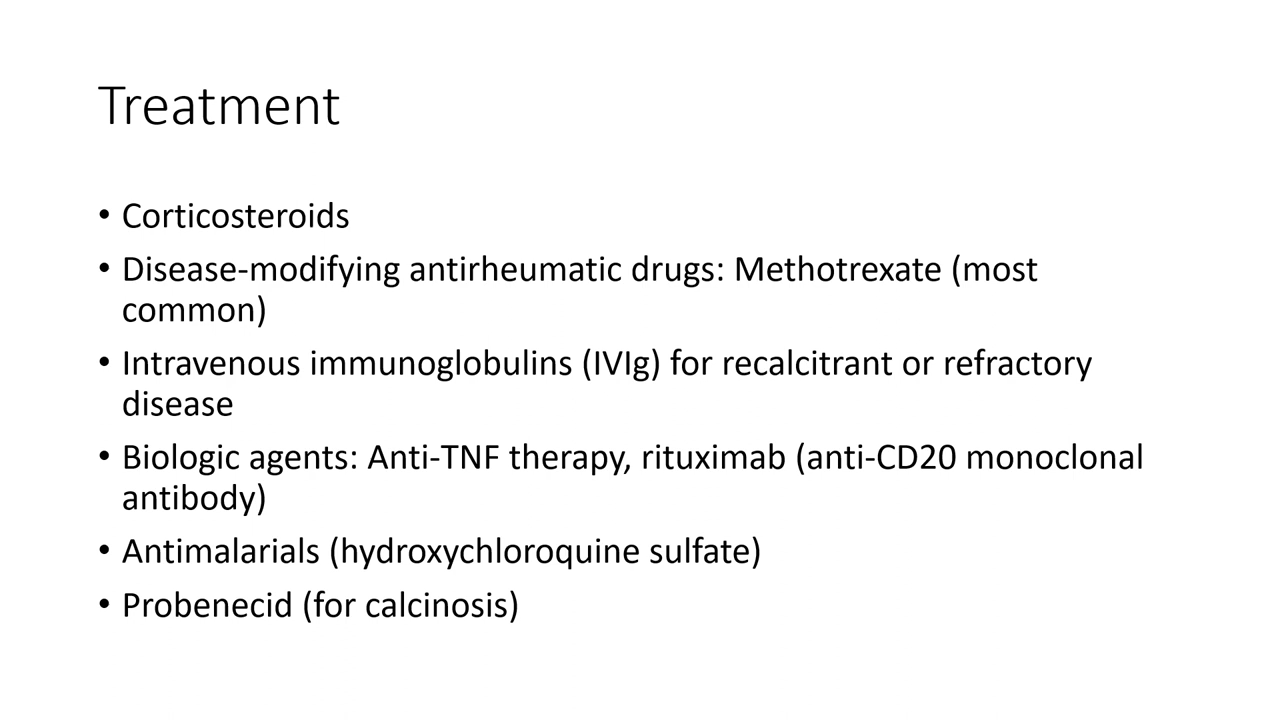 Treatment
• Corticosteroids
• Disease-modifying antirheumatic drugs: Methotrexate (most
common)
• Intravenous immunoglobulins (IVIg) for recalcitrant or refractory
disease
• Biologic agents: Anti-TNF therapy, rituximab (anti-CD20 monoclonal
antibody)
• Antimalarials (hydroxychloroquine sulfate)
• Probenecid (for calcinosis)